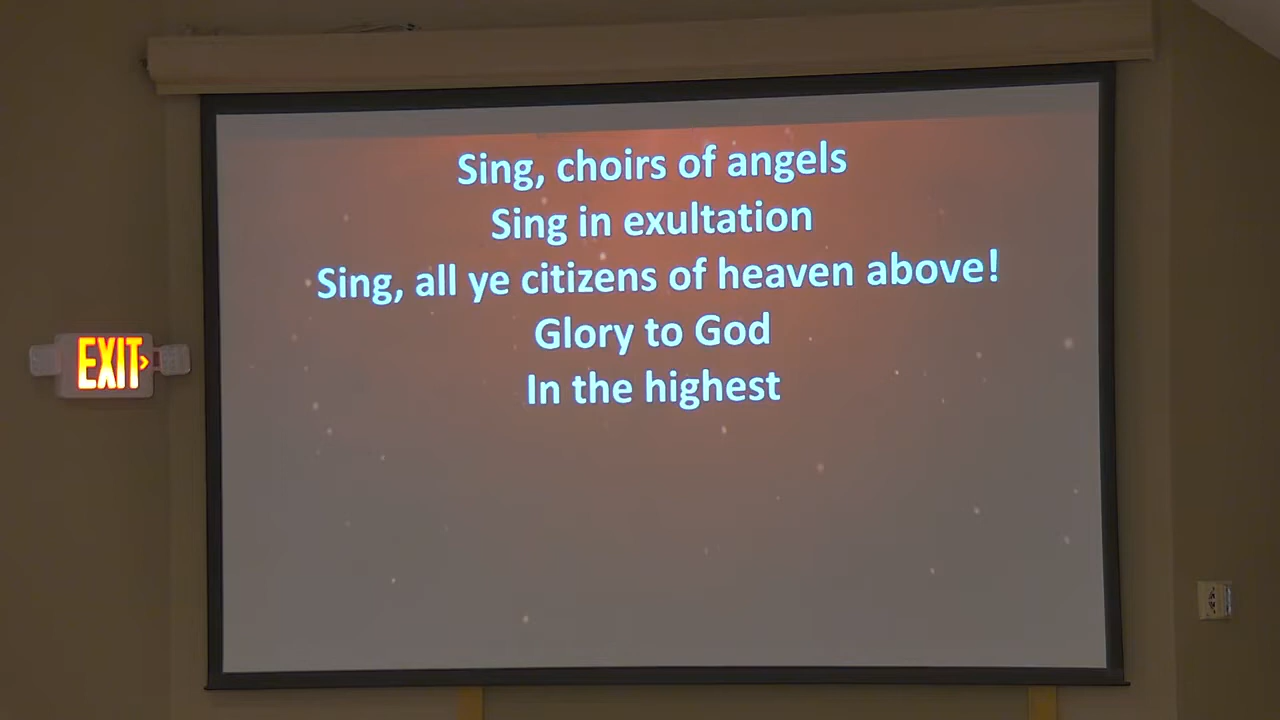 Sing, choirs of angels
Sing in exultation
Sing, all ye citizens of heaven above!
Glory to God
In the highest
EXIT